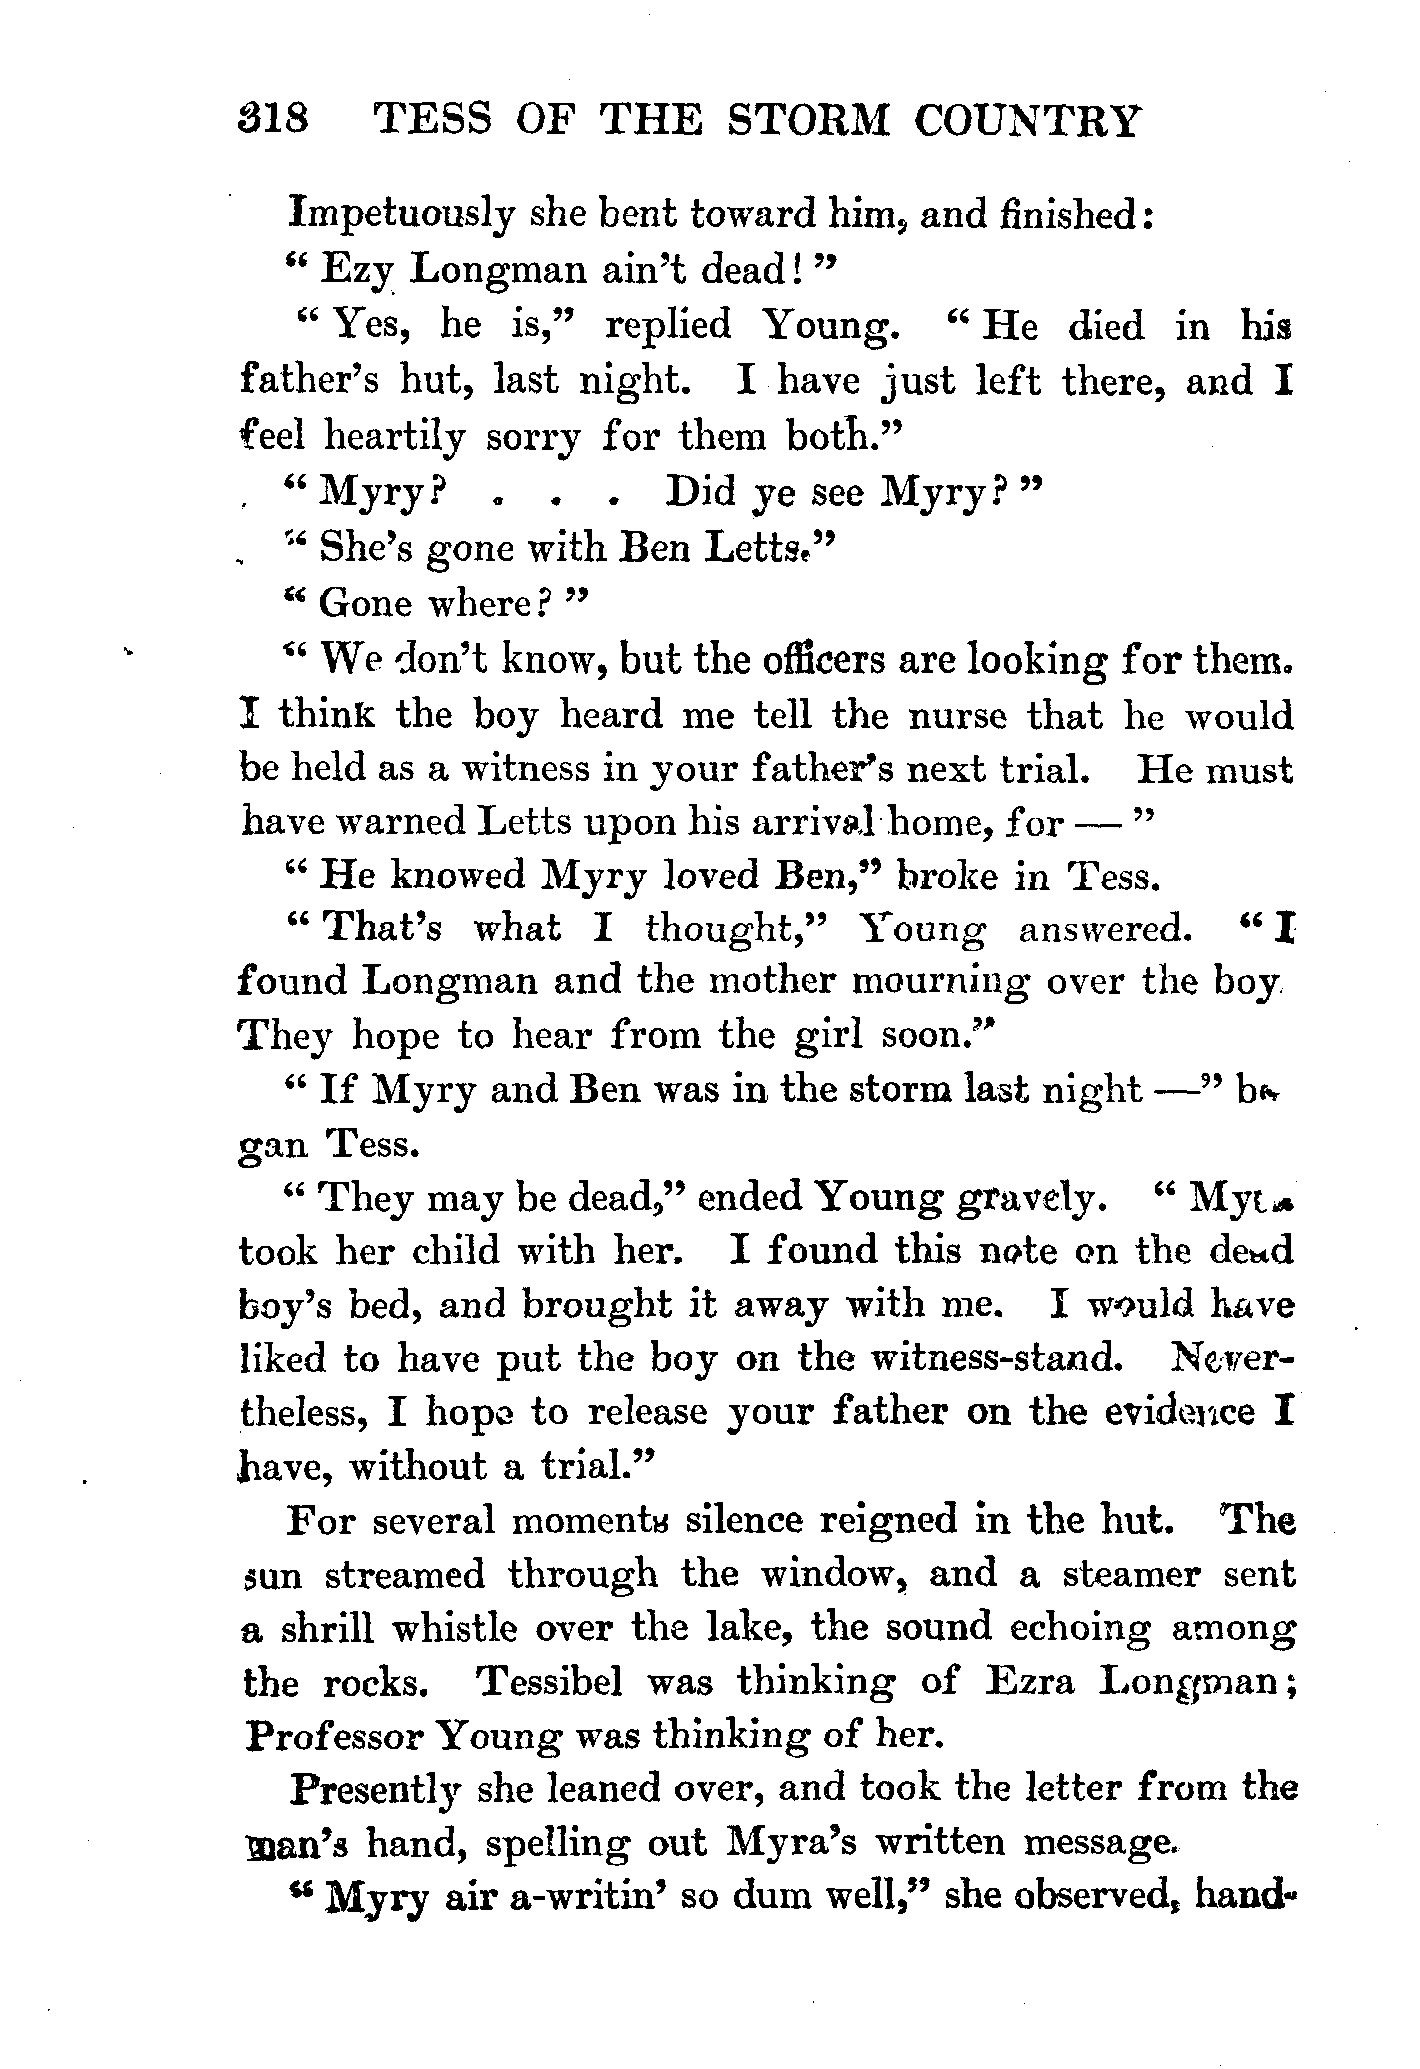 318 TESS OF THE STORM COUNTRY
Impetuously she bent toward him, and finished:
" Ezy Longman ain't dead! "
" Yes, he is," replied Young. " He died in his
father's hut, last night. I have just left there, and I
feel heartily sorry for them both."
" Myry? . . . Did ye see Myry? "
" She's gone with Ben Letts."
" Gone where? "
" We don't know, but the officers are looking for them.
I think the boy heard me tell the nurse that he would
be held as a witness in your father's next trial. He must
have warned Letts upon his arrival home, for — "
" He knowed Myry loved Ben," broke in Tess.
" That's what I thought," Young answered. " I
found Longman and the mother mourning over the boy.
They hope to hear from the girl soon."
" If Myry and Ben was in the storm last night —" be-
gan Tess.
" They may be dead," ended Young gravely. " Myra
took her child with her. I found this note on the dead
boy's bed, and brought it away with me. I would have
liked to have put the boy on the witness-stand. Never-
theless, I hope to release your father on the evidence I
have, without a trial."
For several moments silence reigned in the hut. The
sun streamed through the window, and a steamer sent
a shrill whistle over the lake, the sound echoing among
the rocks. Tessibel was thinking of Ezra Longman;
Professor Young was thinking of her.
Presently she leaned over, and took the letter from the
man's hand, spelling out Myra's written message.
" Myry air a-writin' so dum well," she observed, hand-